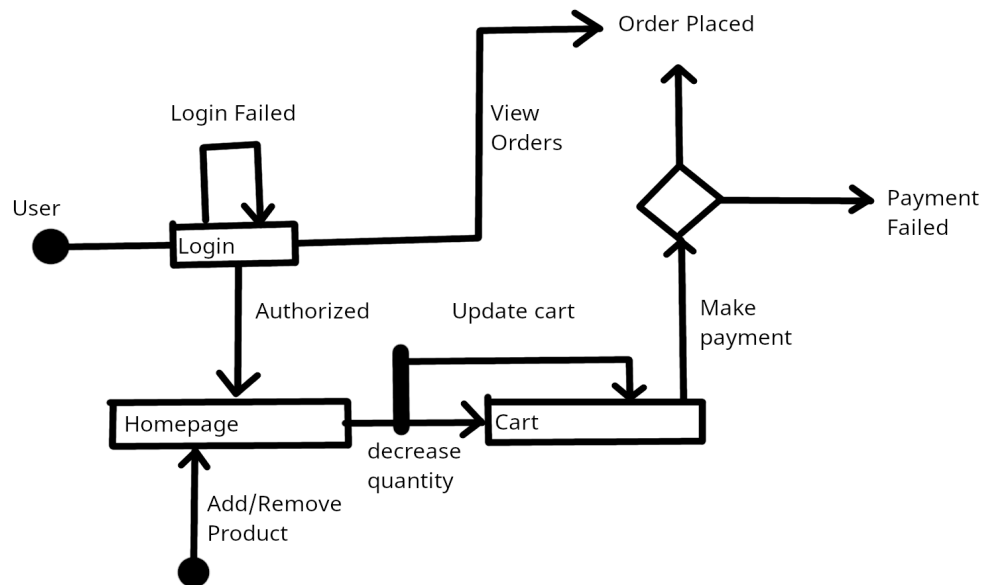 Order Placed
Login Failed
View
Orders
User
Payment
Failed
Login
Authorized
Update cart
Make
payment
Homepage
Cart
decrease
quantity
Add/Remove
Product